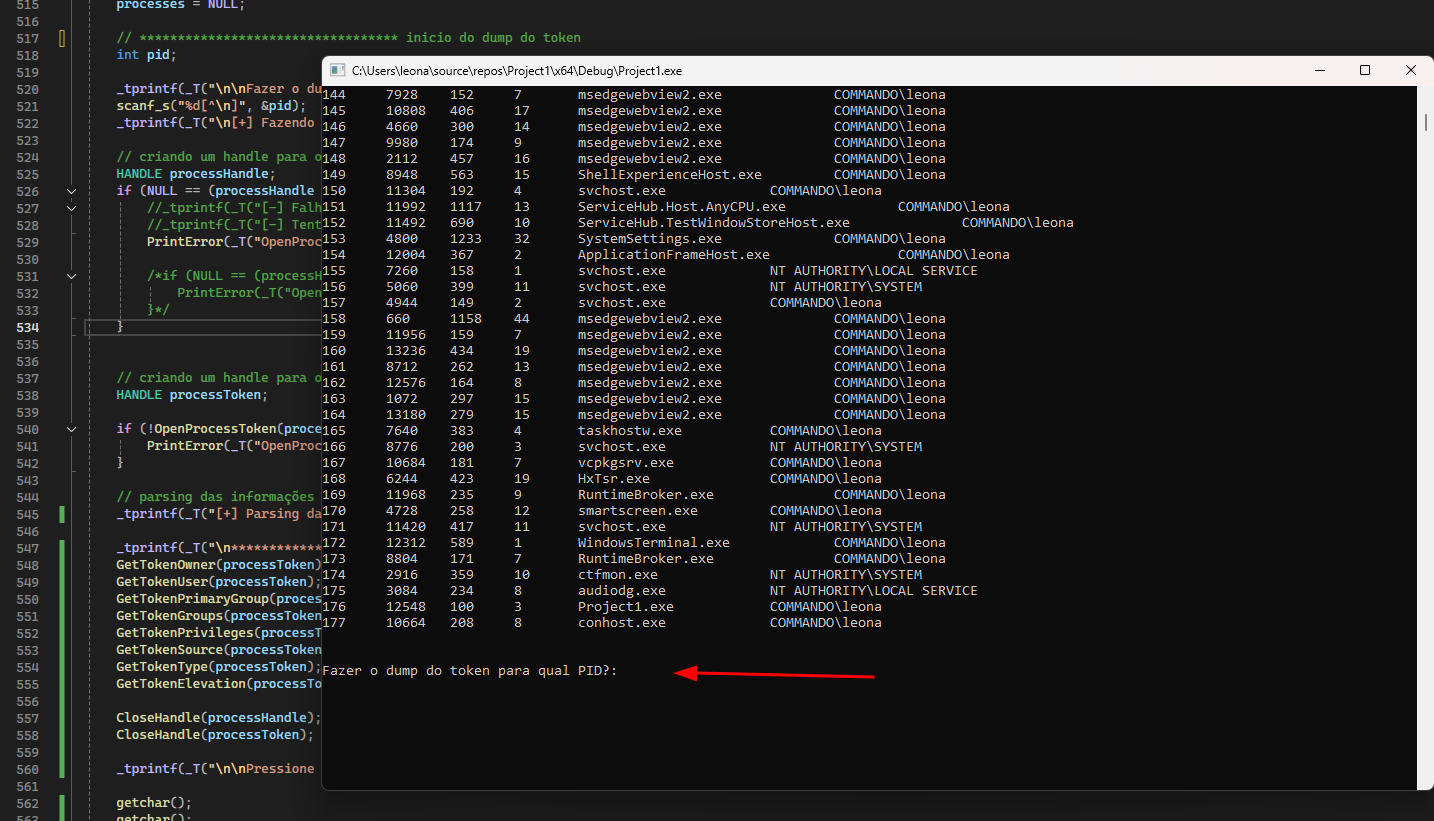 515 processes = NULL;
516
517 // ********************************** inicio do dump do token
518 int pid;
519
520 _tprintf(_T("\n\nFazer o du
521 scanf_s("%d[^\n]", &pid);
522 _tprintf(_T("\n[+] Fazendo
523
524 // criando um handle para o
525 HANDLE processHandle;
526 if (NULL == (processHandle
527 //_tprintf(_T("[-] Falh
528 //_tprintf(_T("[-] Tent
529 PrintError(_T("OpenProc
530
531 /*if (NULL == (processH
532 PrintError(_T("Open
533 }*/
534 }
535
536
537 // criando um handle para o
538 HANDLE processToken;
539
540 if (!OpenProcessToken(proce
541 PrintError(_T("OpenProc
542 }
543
544 // parsing das informações
545 _tprintf(_T("[+] Parsing da
546
547 _tprintf(_T("\n************
548 GetTokenOwner(processToken)
549 GetTokenUser(processToken);
550 GetTokenPrimaryGroup(proces
551 GetTokenGroups(processToken
552 GetTokenPrivileges(processT
553 GetTokenSource(processToken
554 GetTokenType(processToken);
555 GetTokenElevation(processTo
556
557 CloseHandle(processHandle);
558 CloseHandle(processToken);
559
560 _tprintf(_T("\n\nPressione
561
562 getchar();
563 getchar();
C:\Users\leona\source\repos\Project1\x64\Debug\Project1.exe
144 7928 152 7 msedgewebview2.exe COMMANDO\leona
145 10808 406 17 msedgewebview2.exe COMMANDO\leona
146 4660 300 14 msedgewebview2.exe COMMANDO\leona
147 9980 174 9 msedgewebview2.exe COMMANDO\leona
148 2112 457 16 msedgewebview2.exe COMMANDO\leona
149 8948 563 15 ShellExperienceHost.exe COMMANDO\leona
150 11304 192 4 svchost.exe COMMANDO\leona
151 11992 1117 13 ServiceHub.Host.AnyCPU.exe COMMANDO\leona
152 11492 690 10 ServiceHub.TestWindowStoreHost.exe COMMANDO\leona
153 4800 1233 32 SystemSettings.exe COMMANDO\leona
154 12004 367 2 ApplicationFrameHost.exe COMMANDO\leona
155 7260 158 1 svchost.exe NT AUTHORITY\LOCAL SERVICE
156 5060 399 11 svchost.exe NT AUTHORITY\SYSTEM
157 4944 149 2 svchost.exe COMMANDO\leona
158 660 1158 44 msedgewebview2.exe COMMANDO\leona
159 11956 159 7 msedgewebview2.exe COMMANDO\leona
160 13236 434 19 msedgewebview2.exe COMMANDO\leona
161 8712 262 13 msedgewebview2.exe COMMANDO\leona
162 12576 164 8 msedgewebview2.exe COMMANDO\leona
163 1072 297 15 msedgewebview2.exe COMMANDO\leona
164 13180 279 15 msedgewebview2.exe COMMANDO\leona
165 7640 383 4 taskhostw.exe COMMANDO\leona
166 8776 200 3 svchost.exe NT AUTHORITY\SYSTEM
167 10684 181 7 vcpkgsrv.exe COMMANDO\leona
168 6244 423 19 HxTsr.exe COMMANDO\leona
169 11968 235 9 RuntimeBroker.exe COMMANDO\leona
170 4728 258 12 smartscreen.exe COMMANDO\leona
171 11420 417 11 svchost.exe NT AUTHORITY\SYSTEM
172 12312 589 1 WindowsTerminal.exe COMMANDO\leona
173 8804 171 7 RuntimeBroker.exe COMMANDO\leona
174 2916 359 10 ctfmon.exe NT AUTHORITY\SYSTEM
175 3084 234 8 audiodg.exe NT AUTHORITY\LOCAL SERVICE
176 12548 100 3 Project1.exe COMMANDO\leona
177 10664 208 8 conhost.exe COMMANDO\leona
Fazer o dump do token para qual PID?: